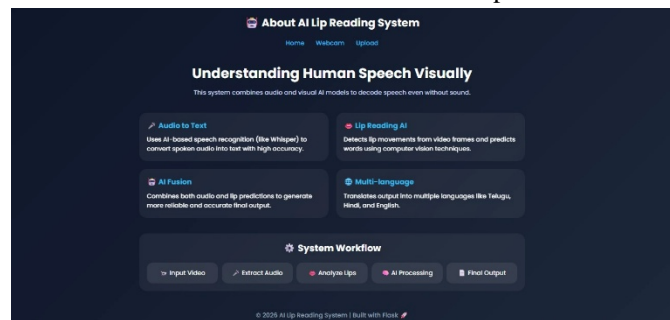 About AI Lip Reading System
Home Webcam Upload
Understanding Human Speech Visually
This system combines audio and visual AI models to decode speech even without sound.
Audio to Text
Uses AI-based speech recognition (like Whisper) to
convert spoken audio into text with high accuracy.
Lip Reading AI
Detects lip movements from video frames and predicts
words using computer vision techniques.
AI Fusion
Combines both audio and lip predictions to generate
more reliable and accurate final output.
Multi-language
Translates output into multiple languages like Telugu,
Hindi, and English.
System Workflow
Input Video Extract Audio Analyze Lips AI Processing Final Output
© 2025 AI Lip Reading System | Built with Flask 🚀